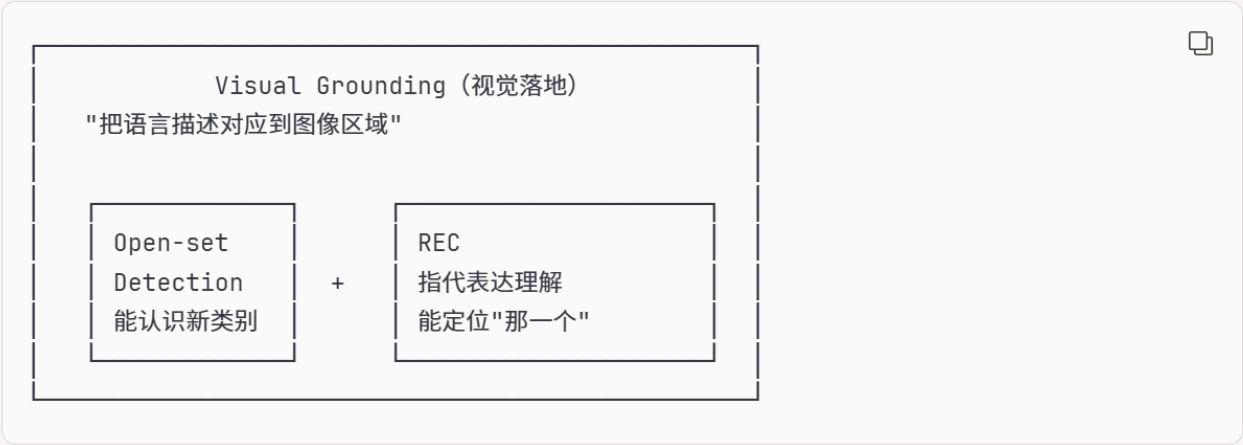 Visual Grounding（视觉落地）
"把语言描述对应到图像区域"
Open-set
Detection
能认识新类别
+
REC
指代表达理解
能定位"那一个"